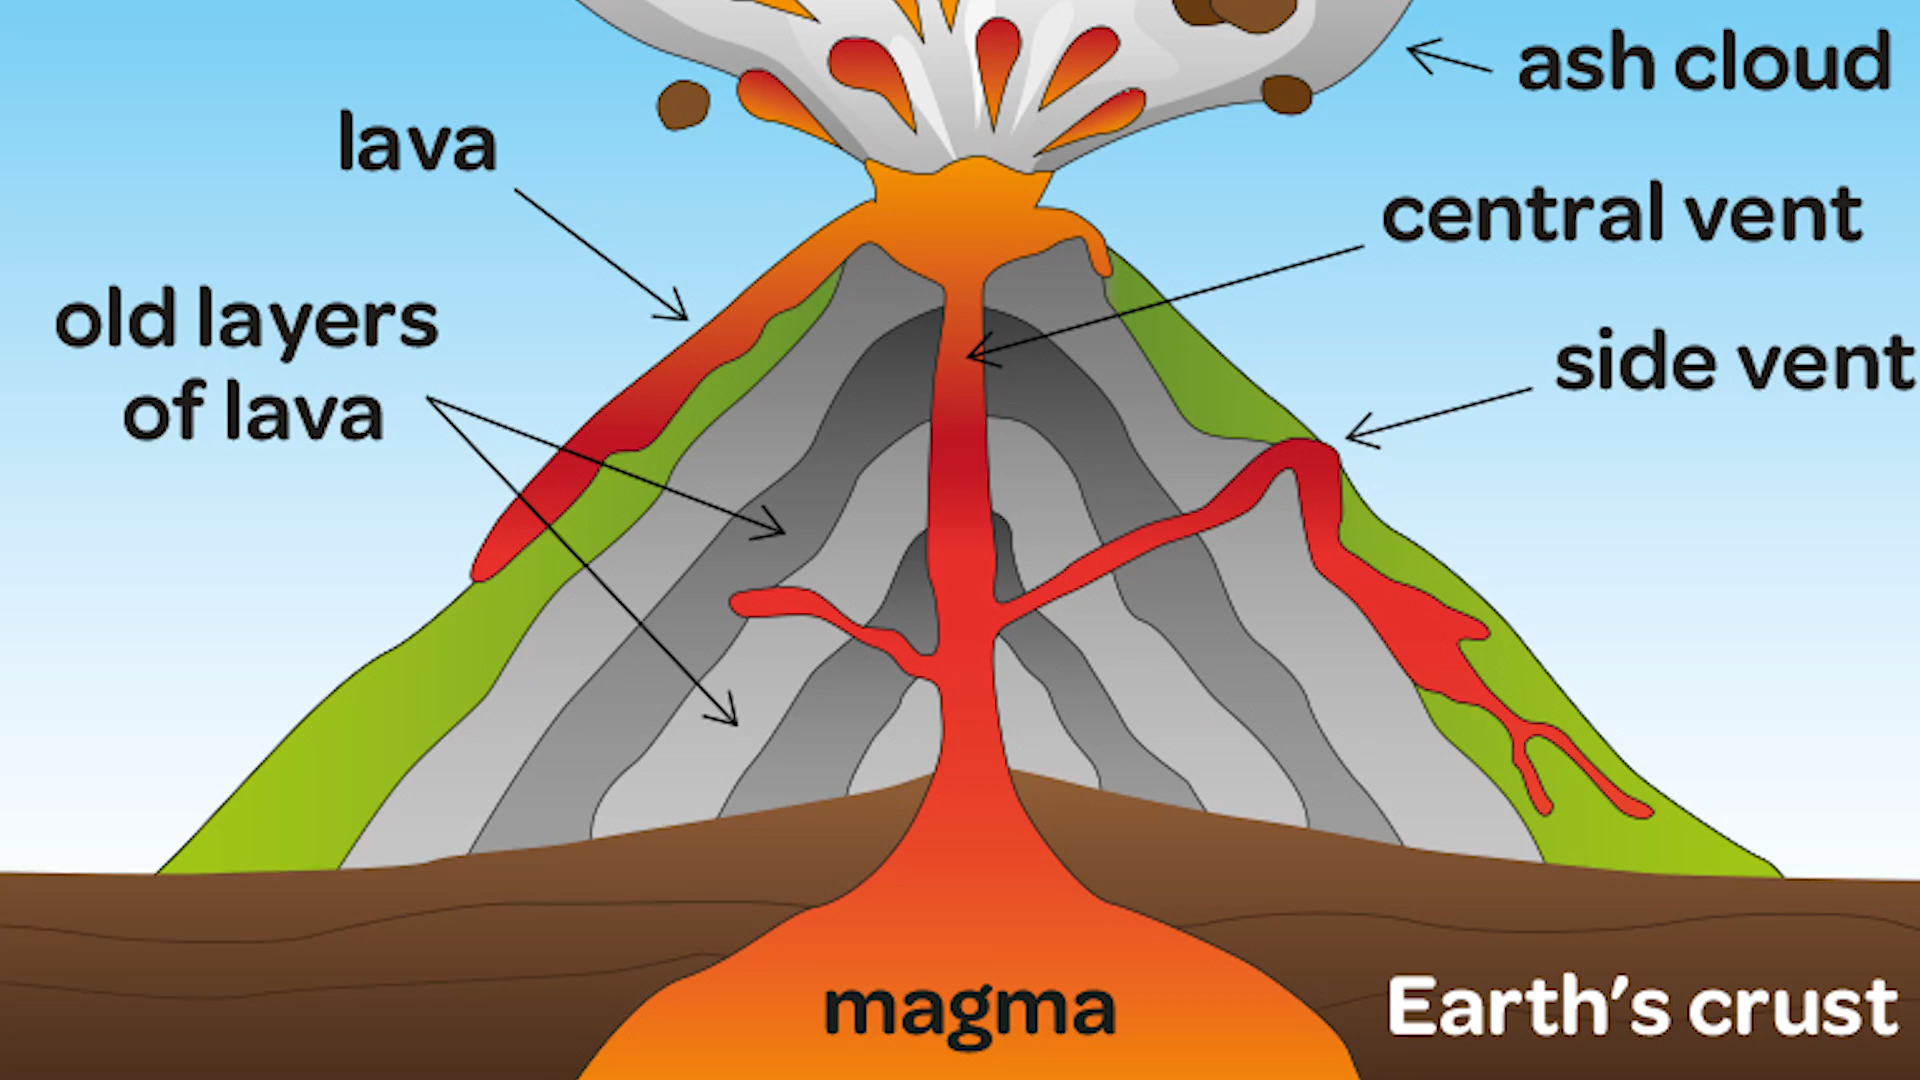 ash cloud
lava
central vent
old layers
of lava
side vent
magma
Earth's crust